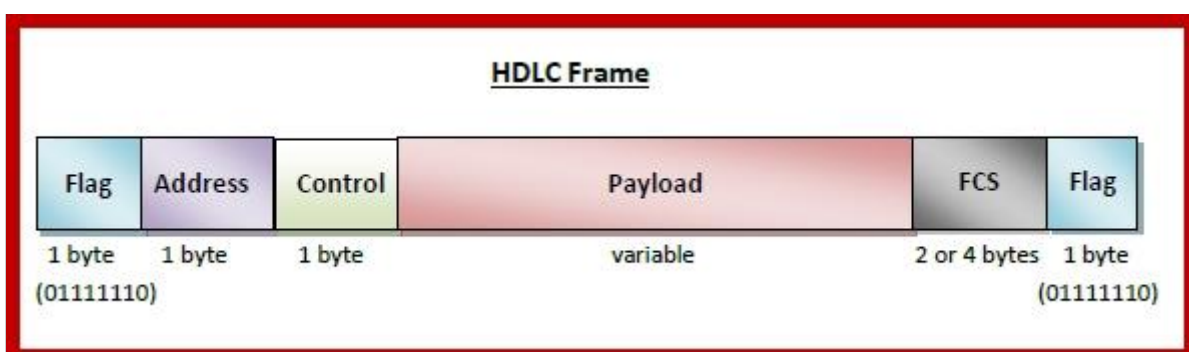 HDLC Frame
Flag Address Control Payload FCS Flag
1 byte 1 byte 1 byte variable 2 or 4 bytes 1 byte
(01111110) (01111110)